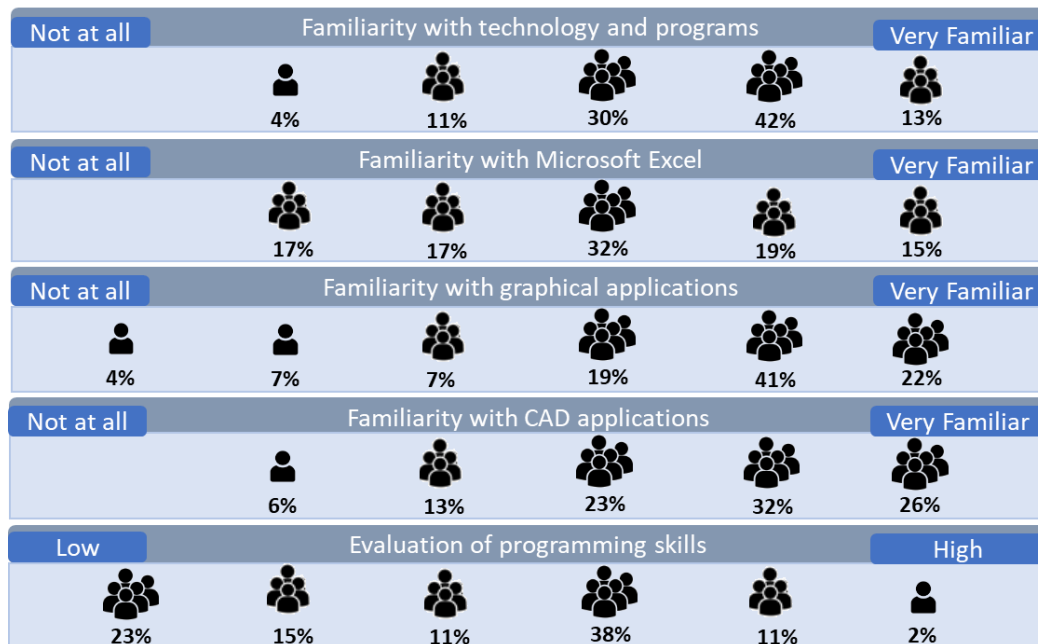 Not at all Familiarity with technology and programs Very Familiar
4% 11% 30% 42% 13%
Not at all Familiarity with Microsoft Excel Very Familiar
17% 17% 32% 19% 15%
Not at all Familiarity with graphical applications Very Familiar
4% 7% 7% 19% 41% 22%
Not at all Familiarity with CAD applications Very Familiar
6% 13% 23% 32% 26%
Low Evaluation of programming skills High
23% 15% 11% 38% 11% 2%